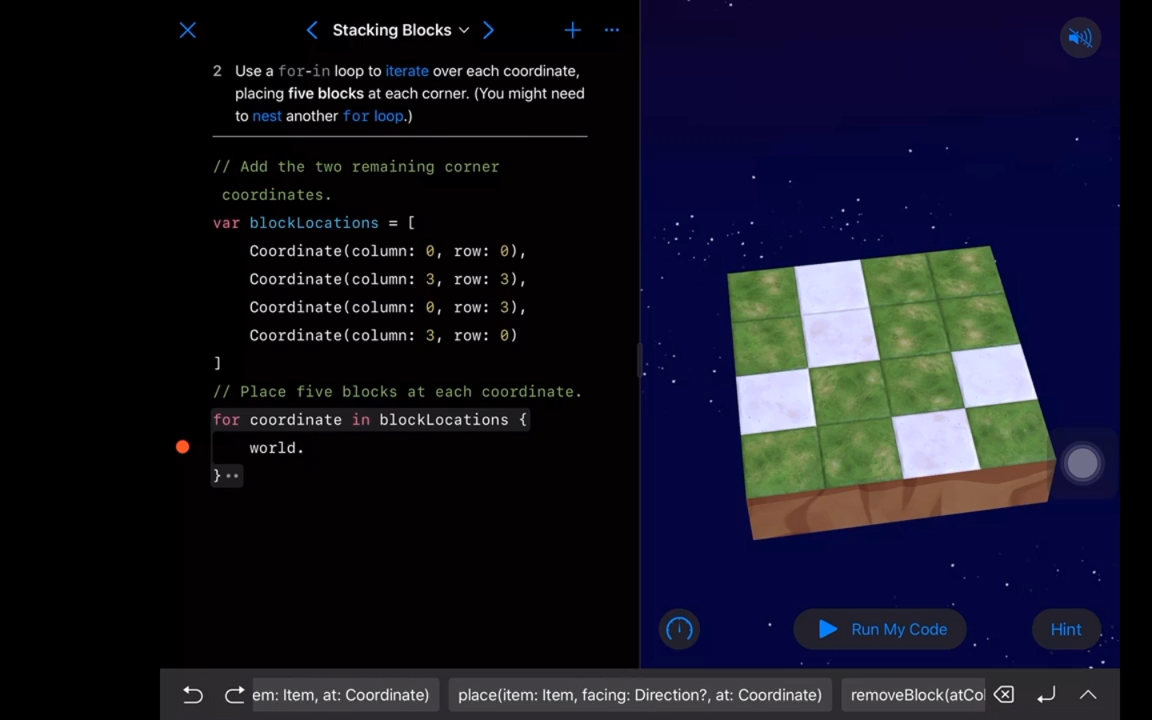 Stacking Blocks
2 Use a for-in loop to iterate over each coordinate,
placing five blocks at each corner. (You might need
to nest another for loop.)
// Add the two remaining corner
coordinates.
var blockLocations = [
Coordinate(column: 0, row: 0),
Coordinate(column: 3, row: 3),
Coordinate(column: 0, row: 3),
Coordinate(column: 3, row: 0)
]
// Place five blocks at each coordinate.
for coordinate in blockLocations {
world.
}
Run My Code
Hint
em: Item, at: Coordinate)
place(item: Item, facing: Direction?, at: Coordinate)
removeBlock(atCo